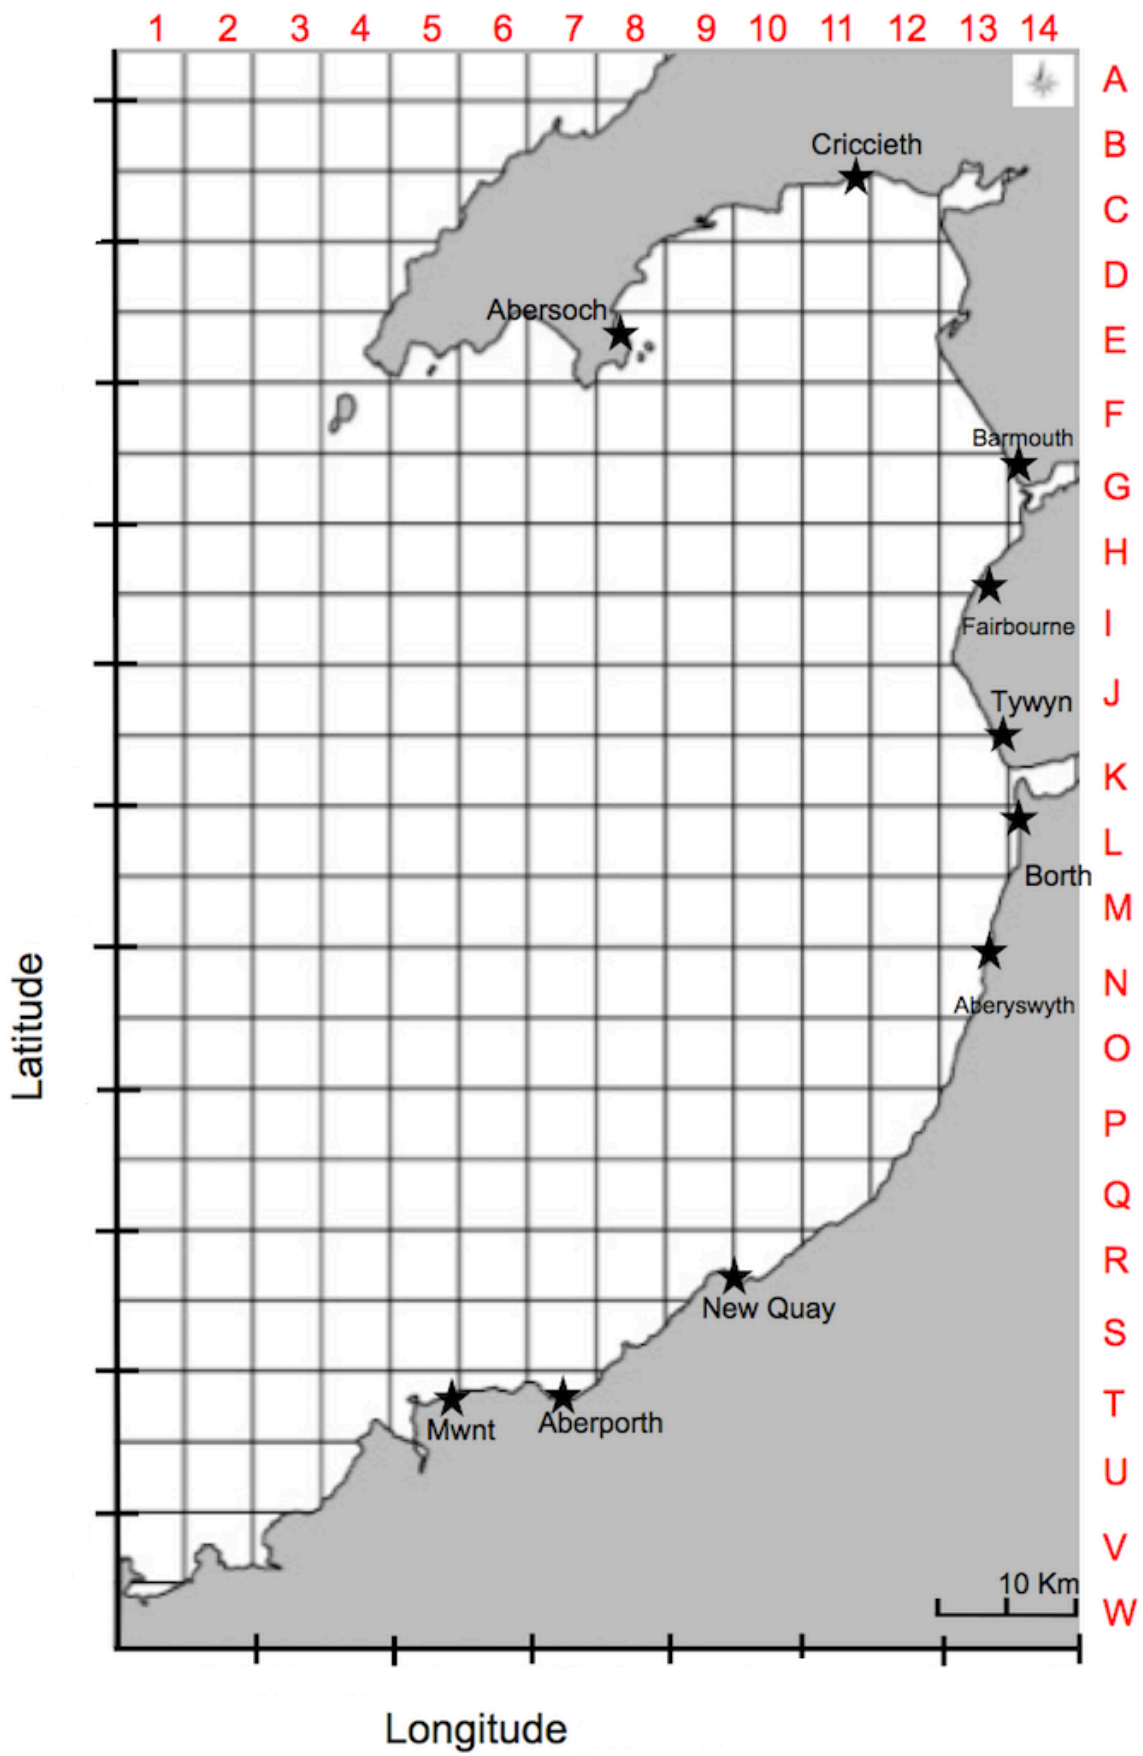 1 2 3 4 5 6 7 8 9 10 11 12 13 14
A
Criccieth
B
C
D
Abersoch
E
F
Barmouth
G
H
Fairbourne
I
Tywyn
J
K
L
Borth
M
N
Aberyswyth
O
P
Q
R
New Quay
S
T
Mwnt
Aberporth
U
V
10 Km
W
Latitude
Longitude